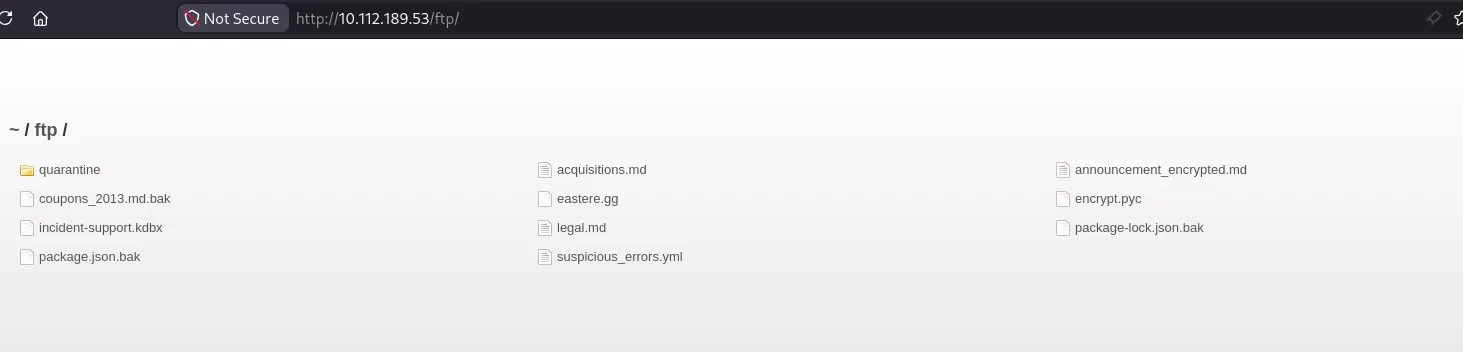 Not Secure http://10.112.189.53/ftp/
~ / ftp /
quarantine acquisitions.md announcement_encrypted.md
coupons_2013.md.bak eastere.gg encrypt.pyc
incident-support.kdbx legal.md package-lock.json.bak
package.json.bak suspicious_errors.yml